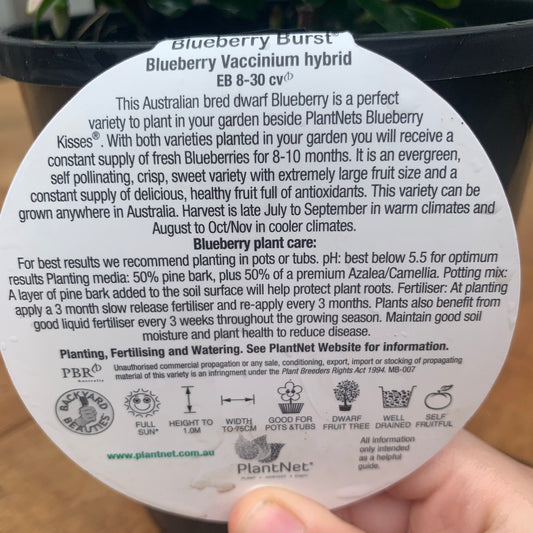 Blueberry Burst®
Blueberry Vaccinium hybrid
EB 8-30 cv
This Australian bred dwarf Blueberry is a perfect
variety to plant in your garden beside PlantNets Blueberry
Kisses®. With both varieties planted in your garden you will receive a
constant supply of fresh Blueberries for 8-10 months. It is an evergreen,
self pollinating, crisp, sweet variety with extremely large fruit size and a
constant supply of delicious, healthy fruit full of antioxidants. This variety can be
grown anywhere in Australia. Harvest is late July to September in warm climates and
August to Oct/Nov in cooler climates.
Blueberry plant care:
For best results we recommend planting in pots or tubs. pH: best below 5.5 for optimum
results Planting media: 50% pine bark, plus 50% of a premium Azalea/Camellia. Potting mix:
A layer of pine bark added to the soil surface will help protect plant roots. Fertiliser: At planting
apply a 3 month slow release fertiliser and re-apply every 3 months. Plants also benefit from
good liquid fertiliser every 3 weeks throughout the growing season. Maintain good soil
moisture and plant health to reduce disease.
Planting, Fertilising and Watering. See PlantNet Website for information.
PBR
Australia
Unauthorised commercial propagation or any sale, conditioning, export, import or stocking of propagating
material of this variety is an infringement under the Plant Breeders Rights Act 1994. MB-007
BACKYARD
BEAUTIES
FULL
SUN*
HEIGHT TO
1.0M
WIDTH
TO 75CM
GOOD FOR
POTS & TUBS
DWARF
FRUIT TREE
WELL
DRAINED
SELF
FRUITFUL
www.plantnet.com.au
PlantNet®
All information
only intended
as a helpful
guide.